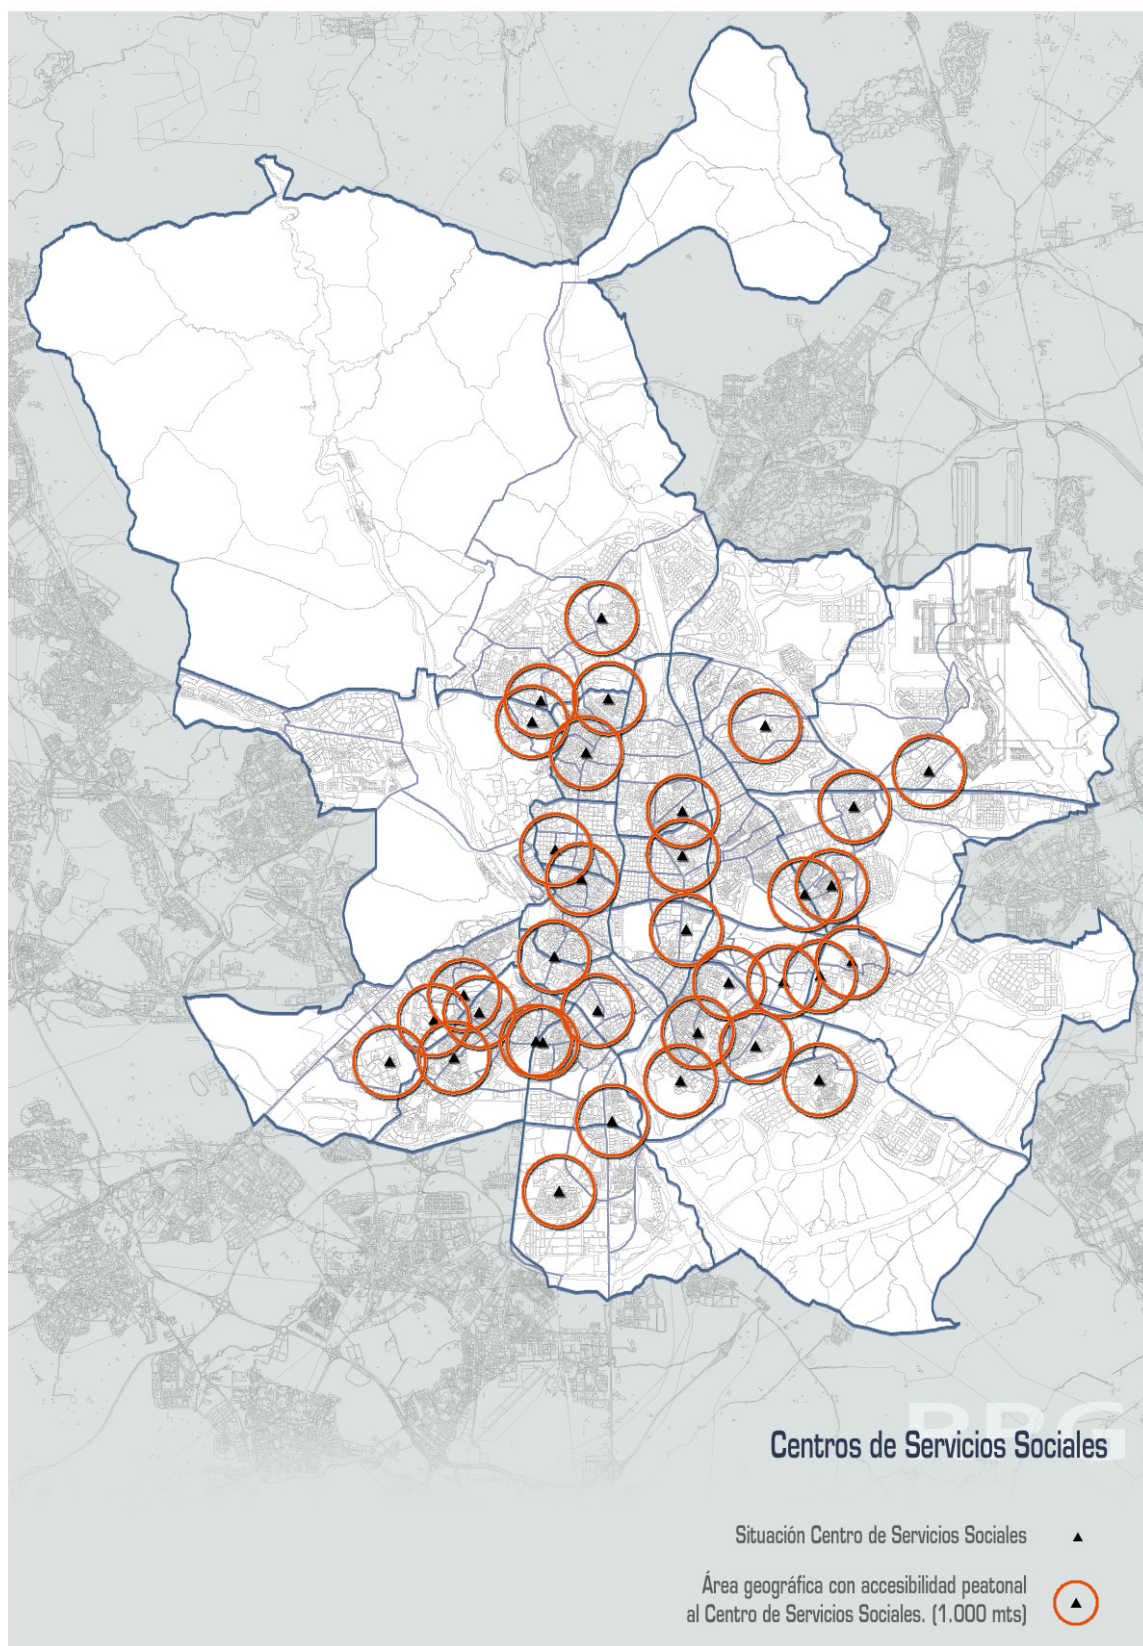 BBG
Centros de Servicios Sociales
Situación Centro de Servicios Sociales
Área geográfica con accesibilidad peatonal
al Centro de Servicios Sociales. (1.000 mts)